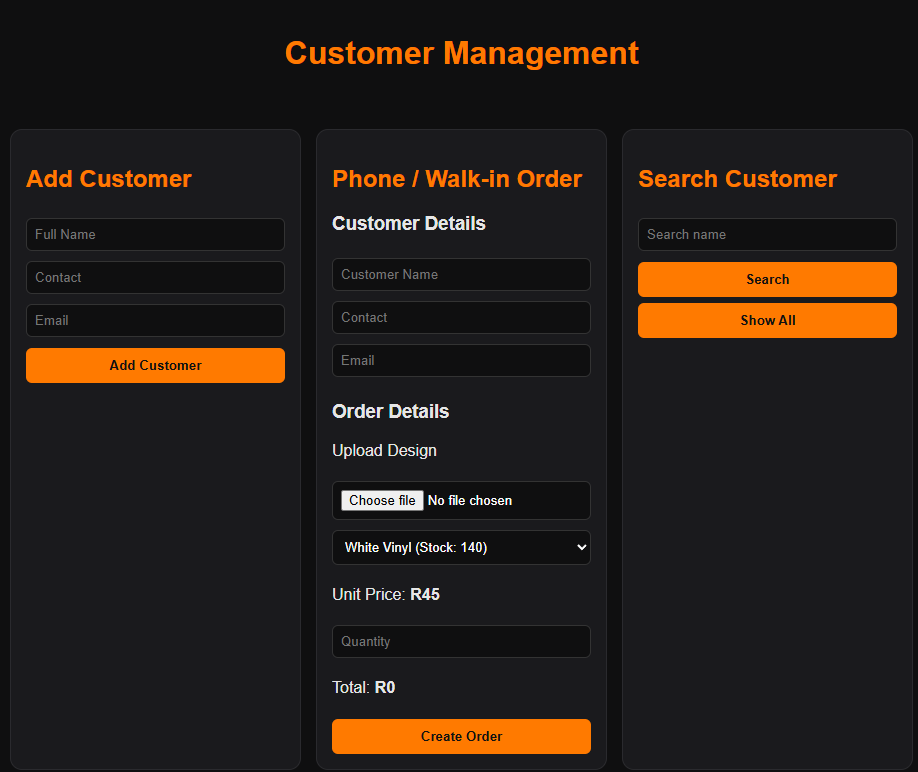 Customer Management
Add Customer
Full Name
Contact
Email
Add Customer
Phone / Walk-in Order
Customer Details
Customer Name
Contact
Email
Order Details
Upload Design
Choose file No file chosen
White Vinyl (Stock: 140)
Unit Price: R45
Quantity
Total: R0
Create Order
Search Customer
Search name
Search
Show All